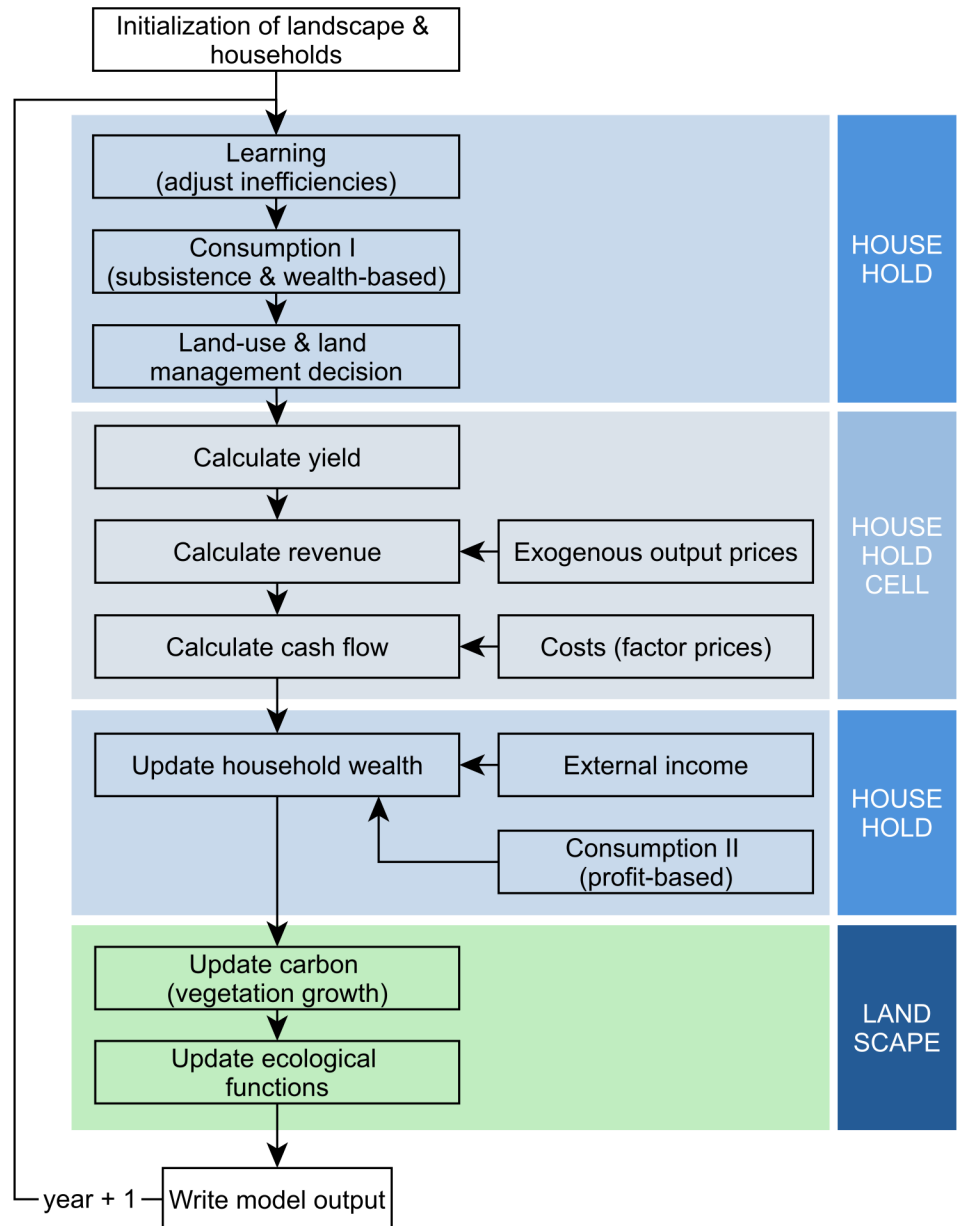 Initialization of landscape &
households
Learning
(adjust inefficiencies)
Consumption I
(subsistence & wealth-based)
Land-use & land
management decision
HOUSE
HOLD
Calculate yield
Calculate revenue
Exogenous output prices
Calculate cash flow
Costs (factor prices)
HOUSE
HOLD
CELL
Update household wealth
External income
Consumption II
(profit-based)
HOUSE
HOLD
Update carbon
(vegetation growth)
Update ecological
functions
LAND
SCAPE
year + 1
Write model output